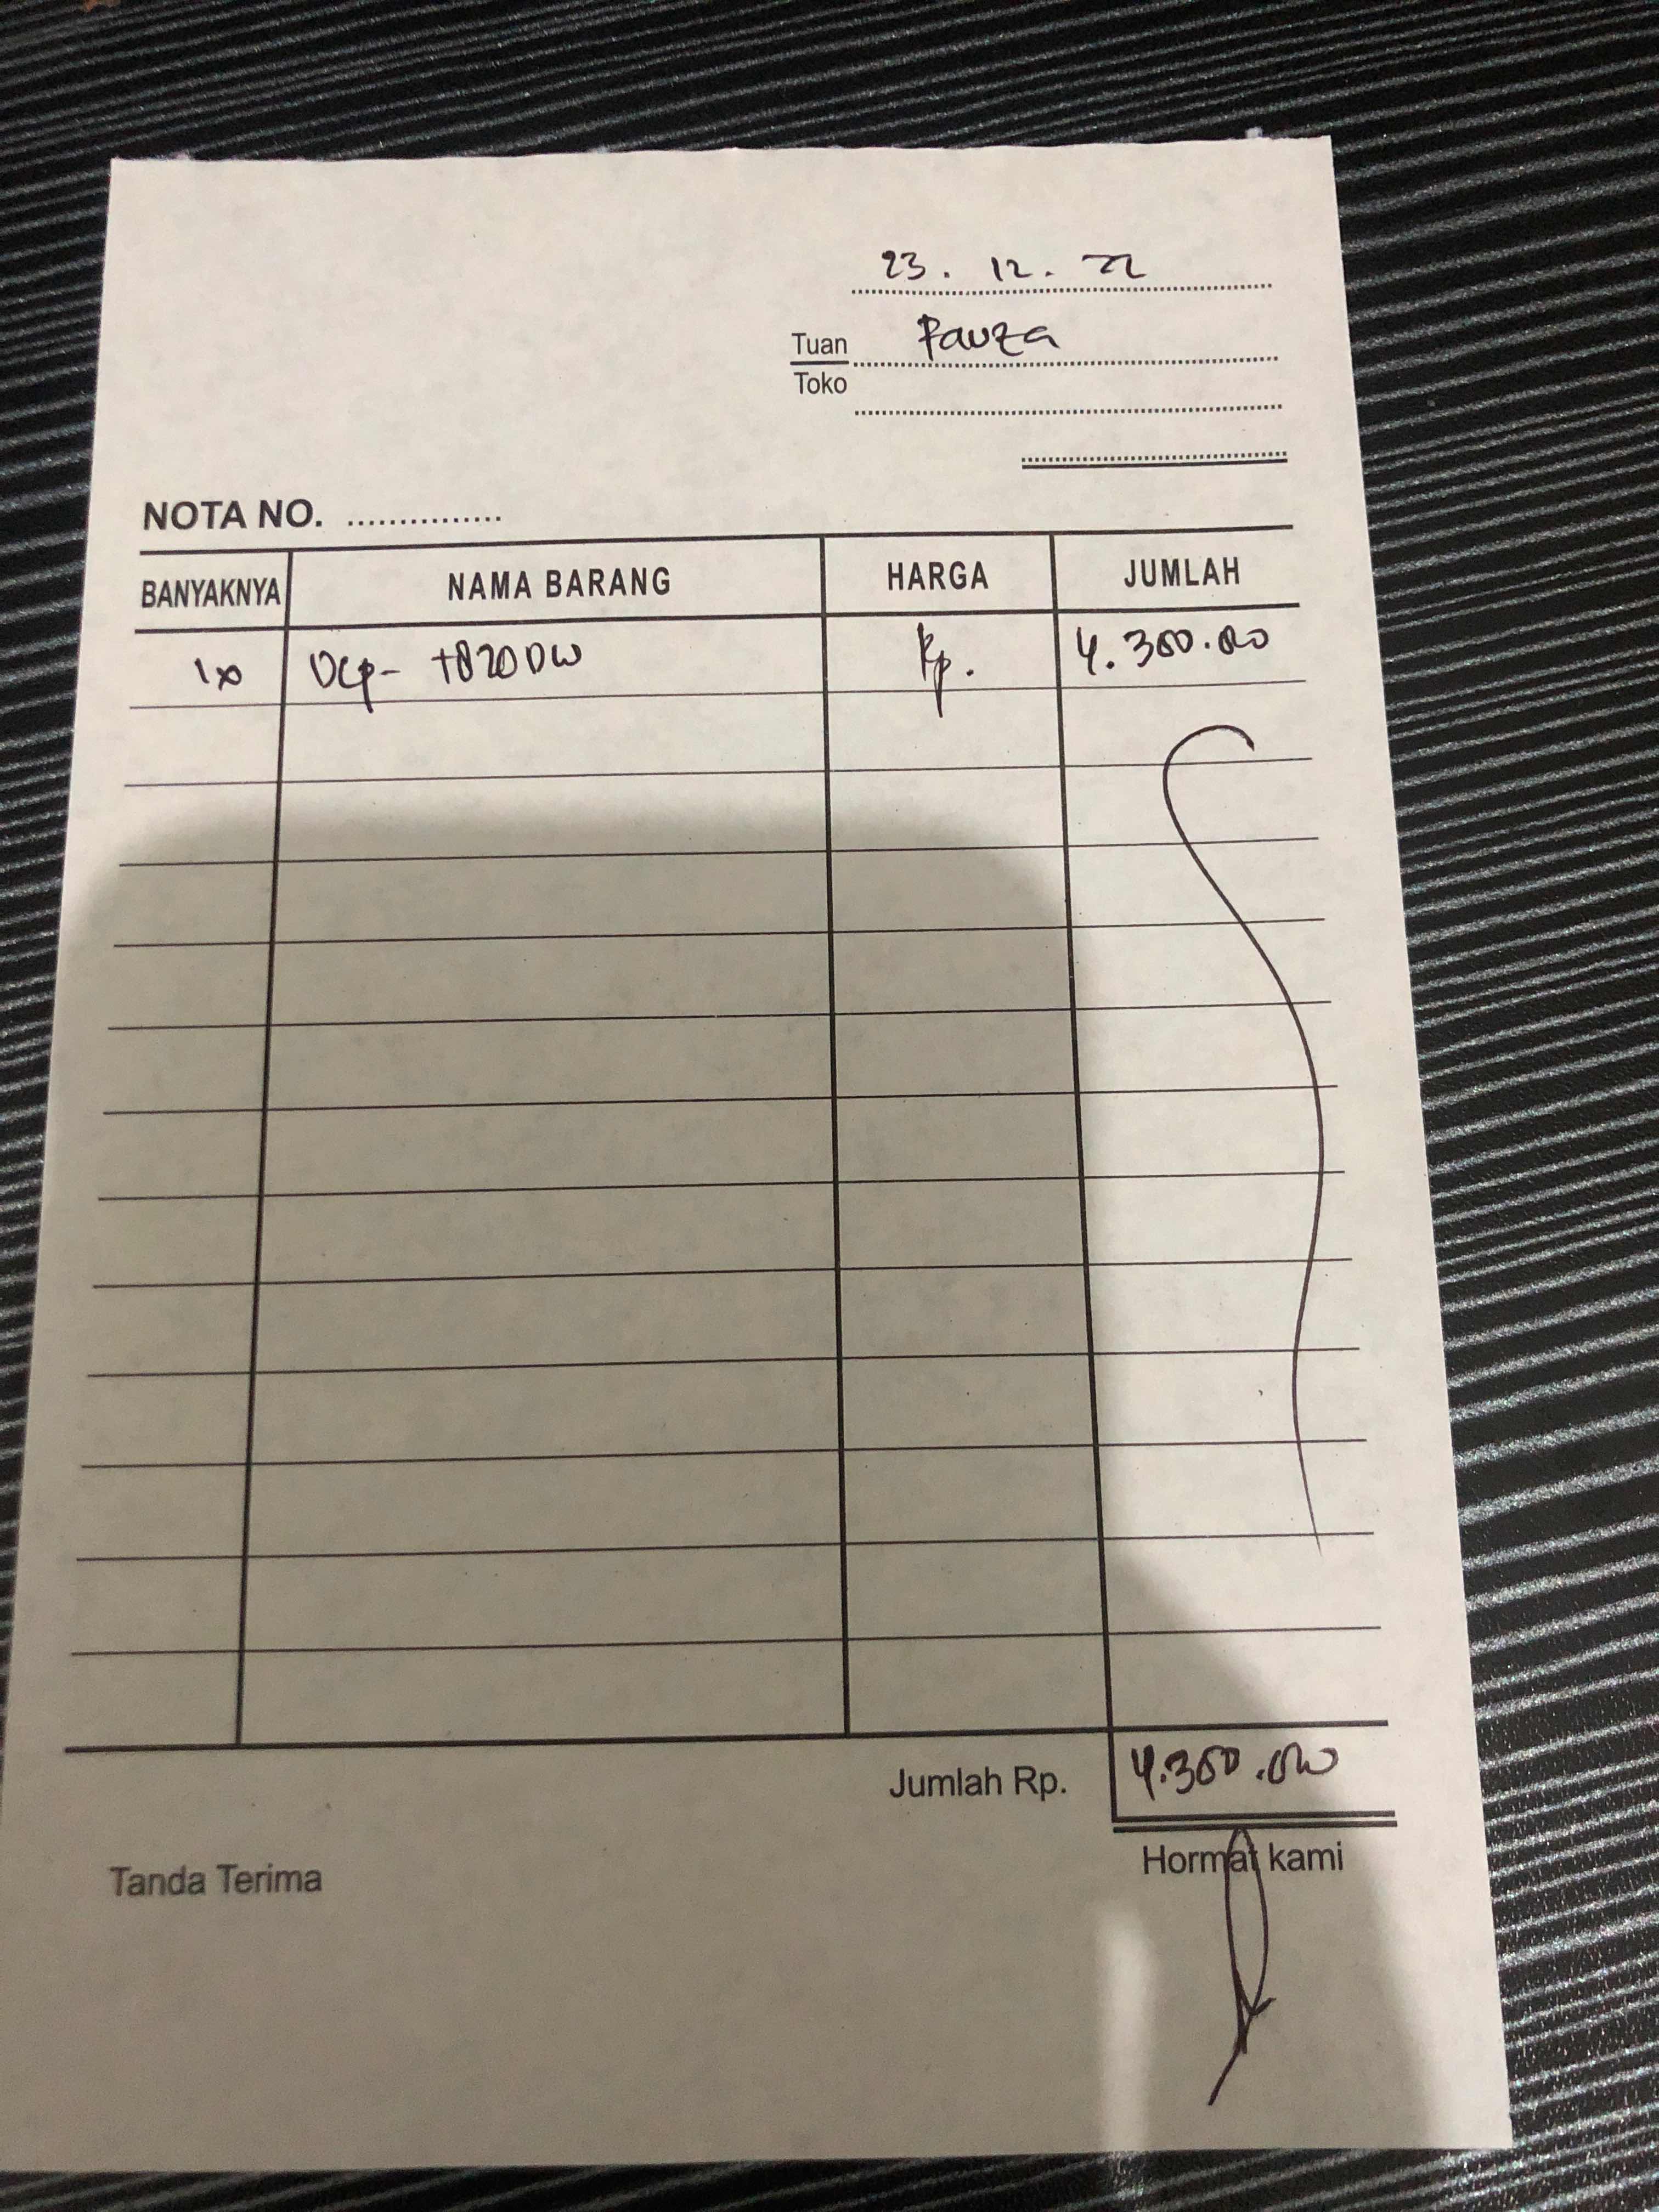 23. 12. 22
Tuan Fauza
Toko
NOTA NO. ...............
BANYAKNYA NAMA BARANG HARGA JUMLAH
1x Dcp- t820DW Rp. 4.300.000
Jumlah Rp. 4.300.000
Tanda Terima Hormat kami